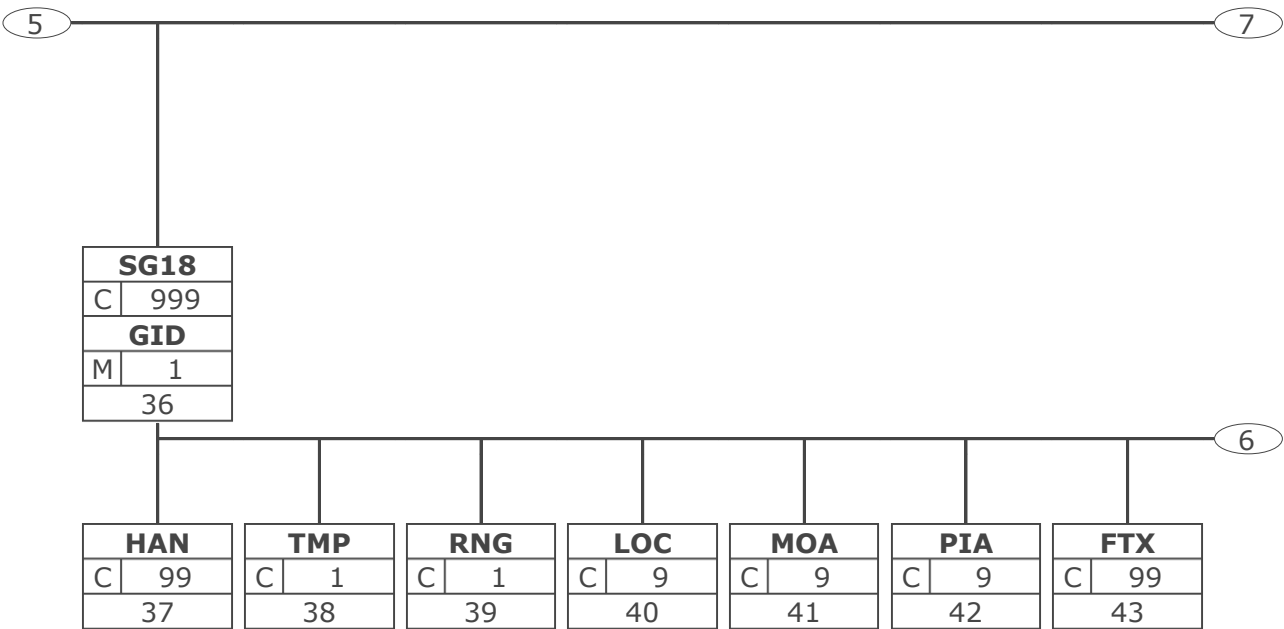 5 7
SG18
C 999
GID
M 1
36
6
HAN TMP RNG LOC MOA PIA FTX
C 99 C 1 C 1 C 9 C 9 C 9 C 99
37 38 39 40 41 42 43